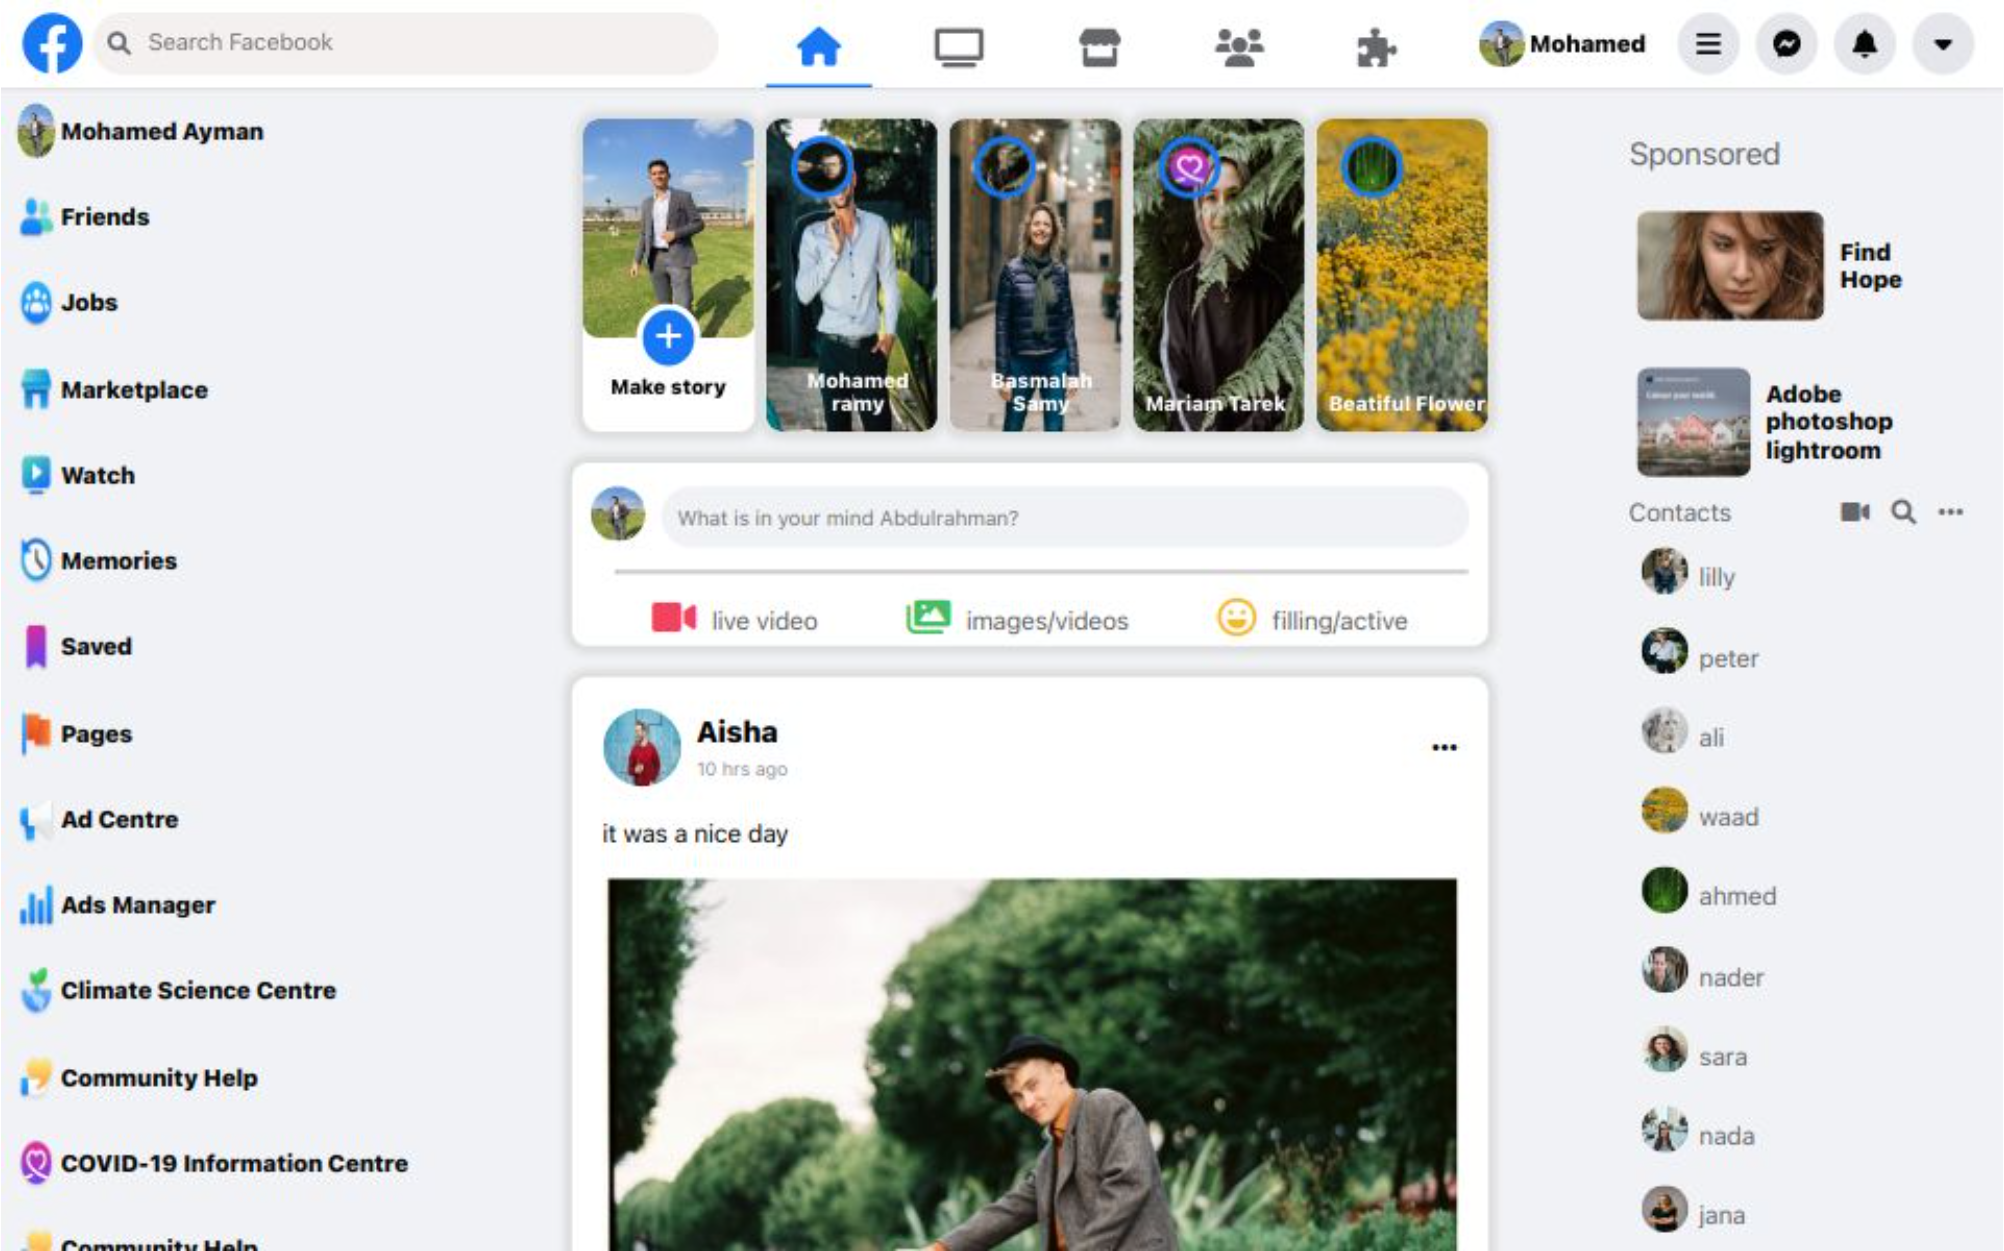 Search Facebook
Mohamed
Mohamed Ayman
Friends
Jobs
Marketplace
Watch
Memories
Saved
Pages
Ad Centre
Ads Manager
Climate Science Centre
Community Help
COVID-19 Information Centre
Community Help
Make story
Mohamed
ramy
Basmalah
Samy
Mariam Tarek
Beatiful Flower
What is in your mind Abdulrahman?
live video
images/videos
filling/active
Aisha
10 hrs ago
it was a nice day
Sponsored
Find
Hope
Adobe
photoshop
lightroom
Contacts
lilly
peter
ali
waad
ahmed
nader
sara
nada
jana